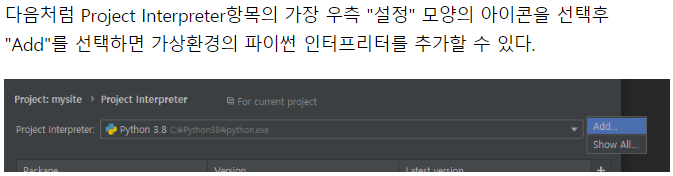 다음처럼 Project Interpreter항목의 가장 우측 "설정" 모양의 아이콘을 선택후
"Add"를 선택하면 가상환경의 파이썬 인터프리터를 추가할 수 있다.
Project: mysite > Project Interpreter For current project
Project Interpreter: Python 3.8 C:₩Python38₩python.exe Add...
Show All...
Package Version Latest version +